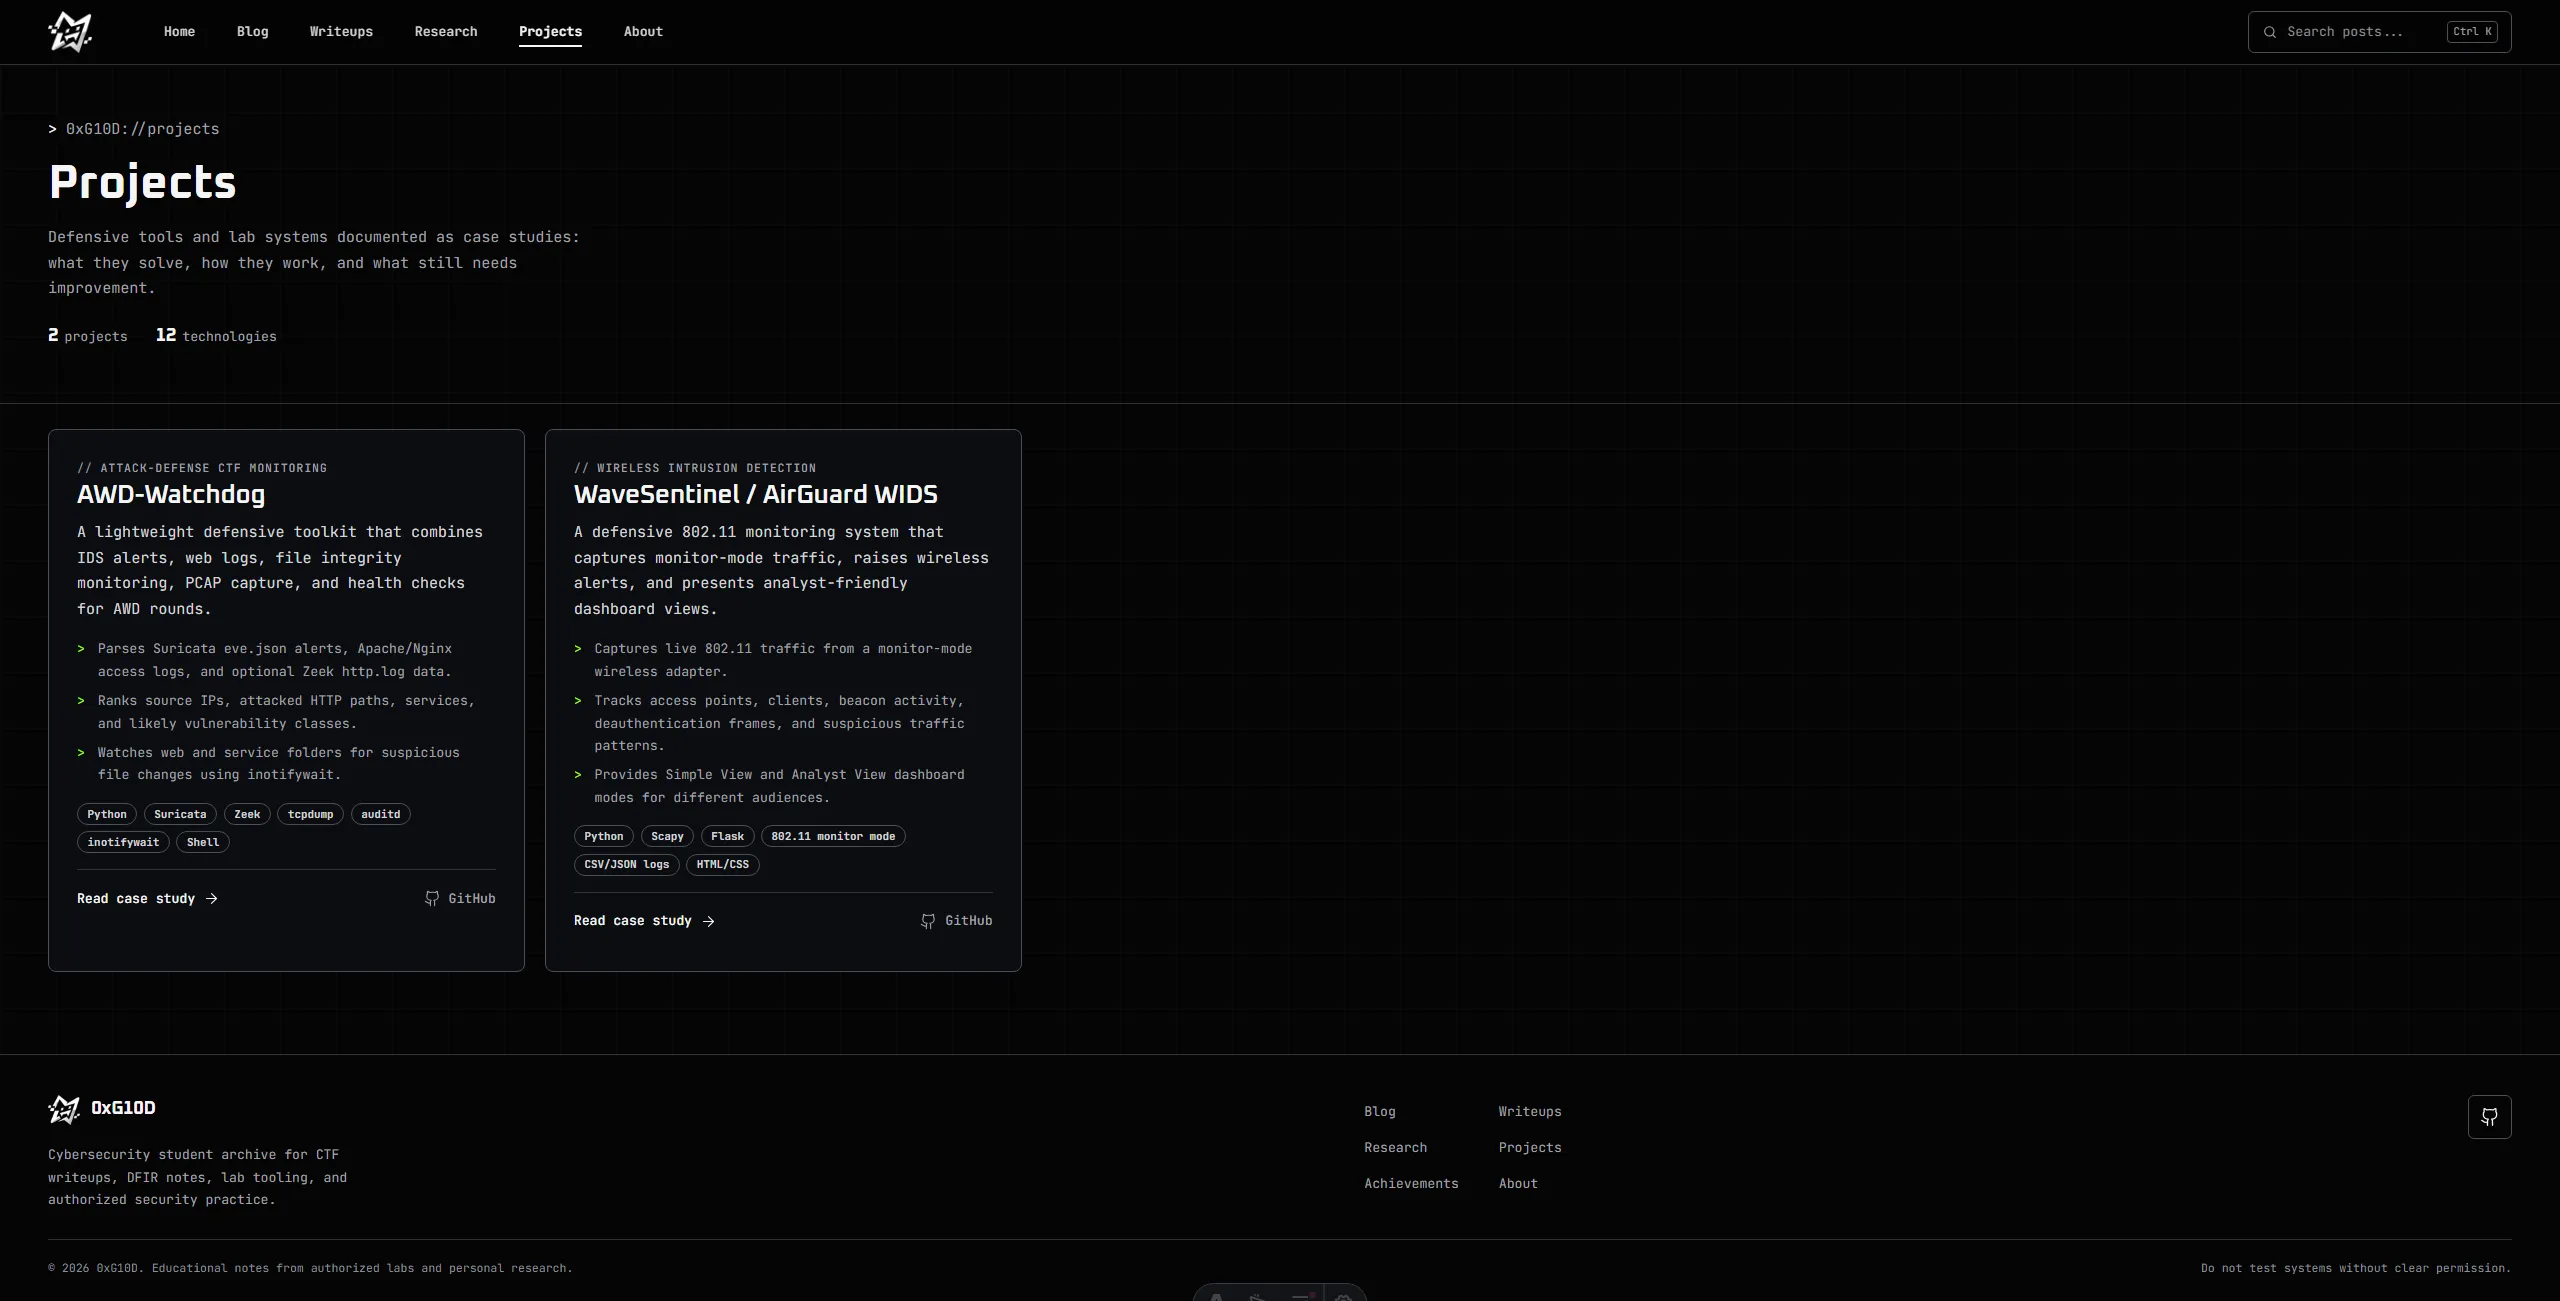 Home Blog Writeups Research Projects About Search posts... Ctrl K
> 0xG10D://projects
Projects
Defensive tools and lab systems documented as case studies:
what they solve, how they work, and what still needs
improvement.
2 projects 12 technologies
// ATTACK-DEFENSE CTF MONITORING
AWD-Watchdog
A lightweight defensive toolkit that combines
IDS alerts, web logs, file integrity
monitoring, PCAP capture, and health checks
for AWD rounds.
> Parses Suricata eve.json alerts, Apache/Nginx
access logs, and optional Zeek http.log data.
> Ranks source IPs, attacked HTTP paths, services,
and likely vulnerability classes.
> Watches web and service folders for suspicious
file changes using inotifywait.
Python Suricata Zeek tcpdump auditd
inotifywait Shell
Read case study → GitHub
// WIRELESS INTRUSION DETECTION
WaveSentinel / AirGuard WIDS
A defensive 802.11 monitoring system that
captures monitor-mode traffic, raises wireless
alerts, and presents analyst-friendly
dashboard views.
> Captures live 802.11 traffic from a monitor-mode
wireless adapter.
> Tracks access points, clients, beacon activity,
deauthentication frames, and suspicious traffic
patterns.
> Provides Simple View and Analyst View dashboard
modes for different audiences.
Python Scapy Flask 802.11 monitor mode
CSV/JSON logs HTML/CSS
Read case study → GitHub
0xG10D
Cybersecurity student archive for CTF
writeups, DFIR notes, lab tooling, and
authorized security practice.
Blog Writeups
Research Projects
Achievements About
© 2026 0xG10D. Educational notes from authorized labs and personal research.
Do not test systems without clear permission.